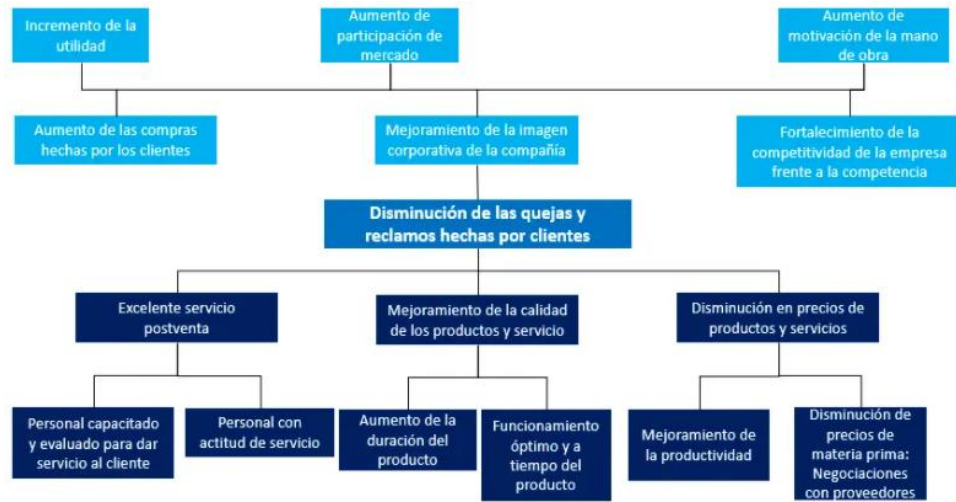 Incremento de la
utilidad
Aumento de
participación de
mercado
Aumento de
motivación de la mano
de obra
Aumento de las compras
hechas por los clientes
Mejoramiento de la imagen
corporativa de la compañía
Fortalecimiento de la
competitividad de la empresa
frente a la competencia
Disminución de las quejas y
reclamos hechas por clientes
Excelente servicio
postventa
Mejoramiento de la calidad
de los productos y servicio
Disminución en precios de
productos y servicios
Personal capacitado
y evaluado para dar
servicio al cliente
Personal con
actitud de servicio
Aumento de la
duración del
producto
Funcionamiento
óptimo y a
tiempo del
producto
Mejoramiento de
la productividad
Disminución de
precios de
materia prima:
Negociaciones
con proveedores